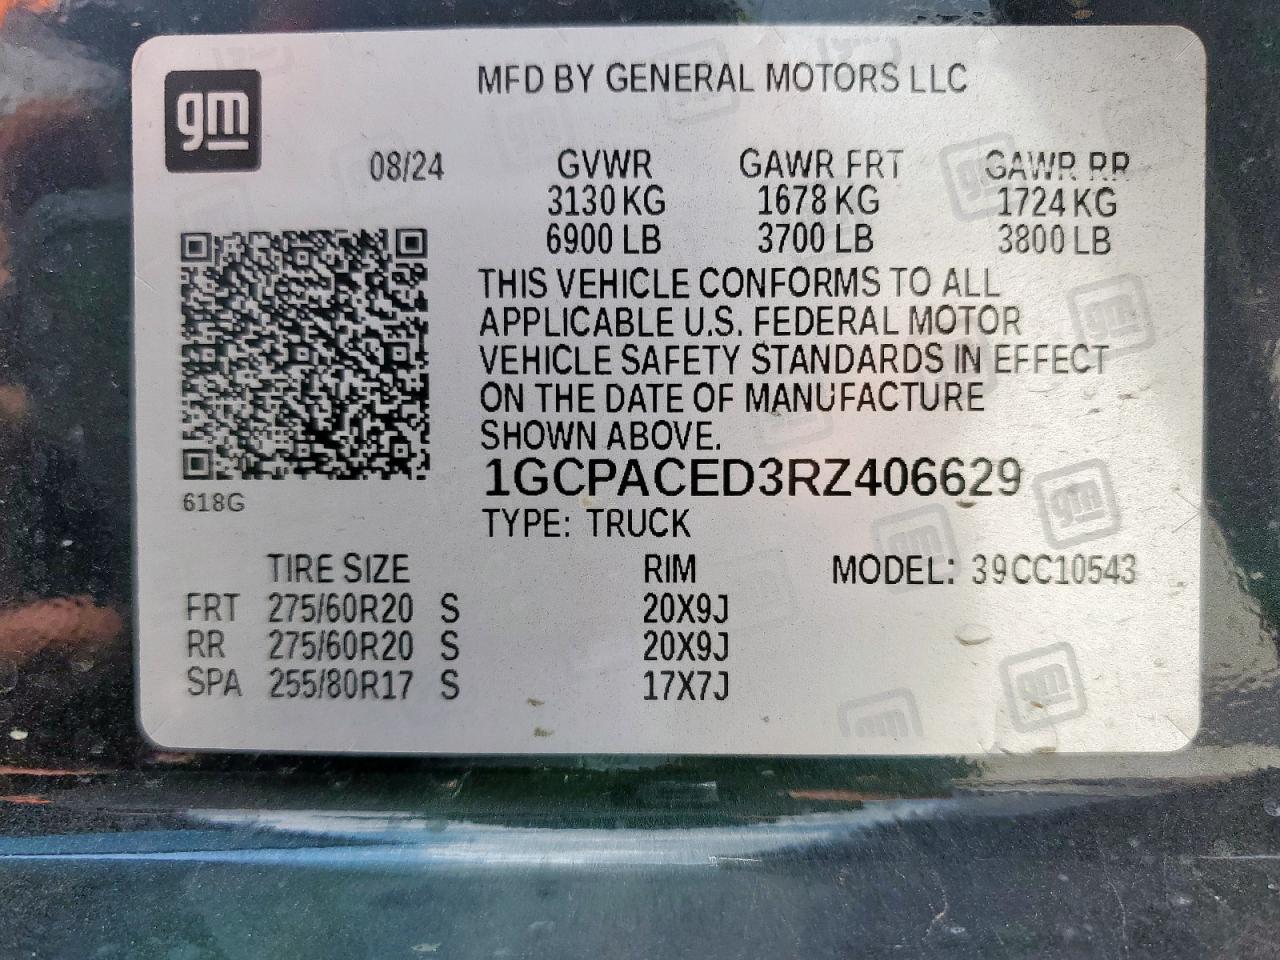 gm
MFD BY GENERAL MOTORS LLC
08/24 GVWR GAWR FRT GAWR RR
3130 KG 1678 KG 1724 KG
6900 LB 3700 LB 3800 LB
THIS VEHICLE CONFORMS TO ALL
APPLICABLE U.S. FEDERAL MOTOR
VEHICLE SAFETY STANDARDS IN EFFECT
ON THE DATE OF MANUFACTURE
SHOWN ABOVE.
1GCPACED3RZ406629
618G
TYPE: TRUCK
TIRE SIZE RIM MODEL: 39CC10543
FRT 275/60R20 S 20X9J
RR 275/60R20 S 20X9J
SPA 255/80R17 S 17X7J